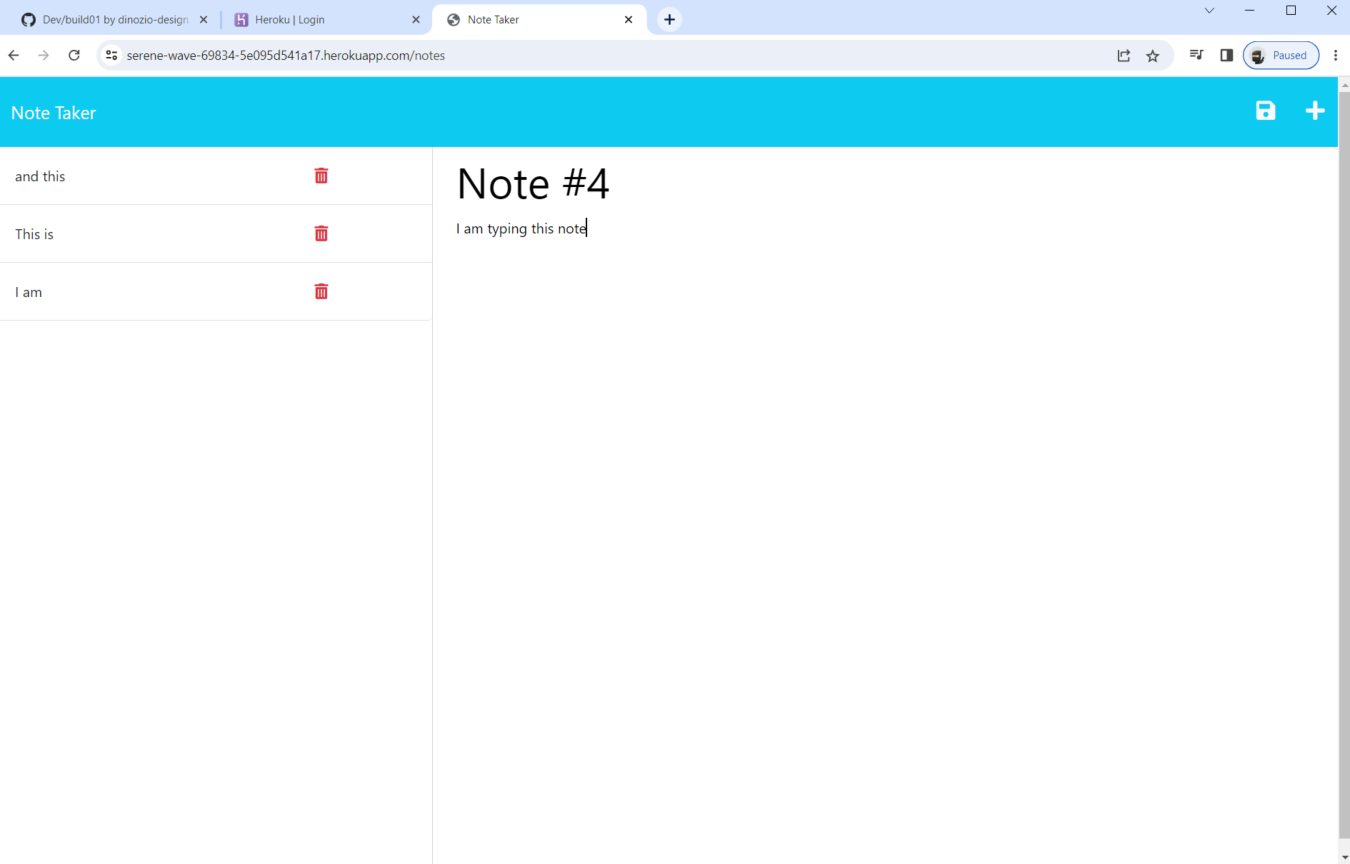 Dev/build01 by dinozio-design
Heroku | Login
Note Taker
serene-wave-69834-5e095d541a17.herokuapp.com/notes
Paused
Note Taker
and this
This is
I am
Note #4
I am typing this note